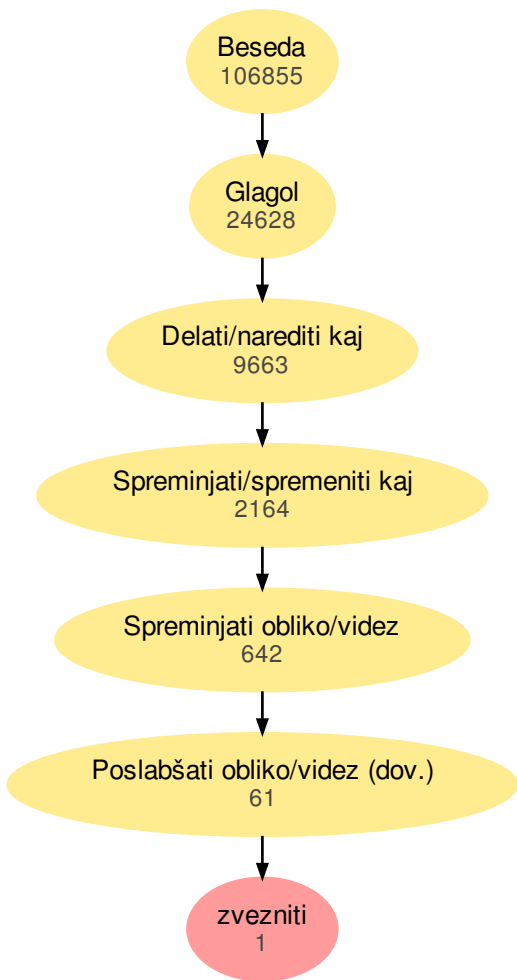 Beseda
106855
Glagol
24628
Delati/narediti kaj
9663
Spreminjati/spremeniti kaj
2164
Spreminjati obliko/videz
642
Poslabšati obliko/videz (dov.)
61
zvezniti
1